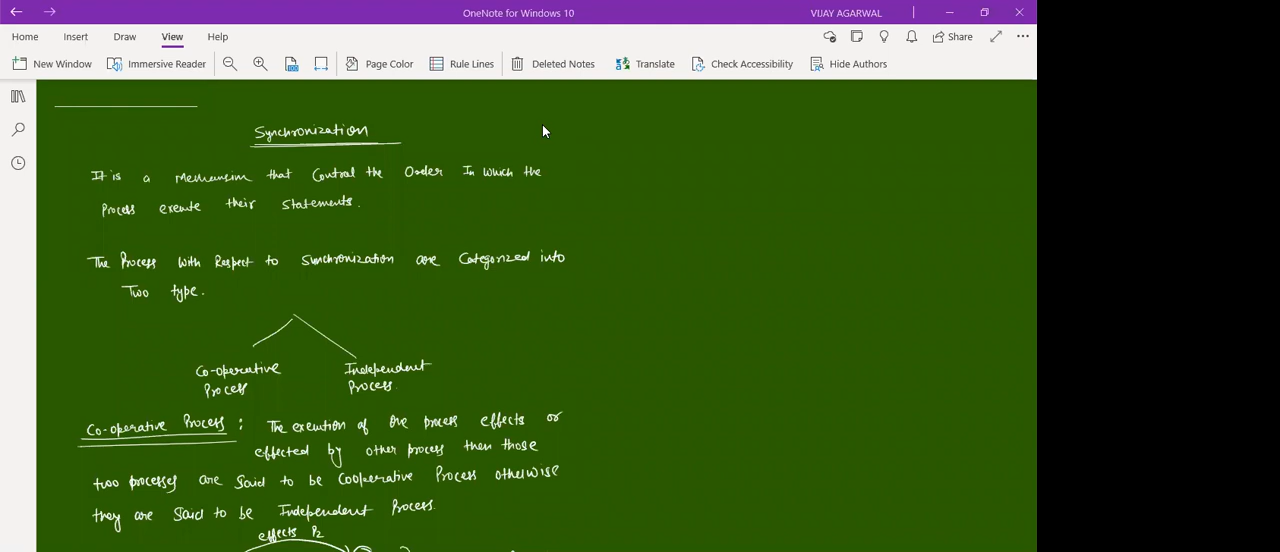 OneNote for Windows 10
VIJAY AGARWAL
Home Insert Draw View Help
Share
New Window Immersive Reader Page Color Rule Lines Deleted Notes Translate Check Accessibility Hide Authors
Synchronization
It is a Mechansim that Control the Order In which the
Process execute their statements.
The Process with Respect to synchronization are Categorized into
Two type.
Co-operative Independent
Process Process.
Co-operative Process : The execution of one process effects or
effected by other process then those
two processes are said to be Cooperative Process otherwise
they are said to be Independent Process.
effects P2